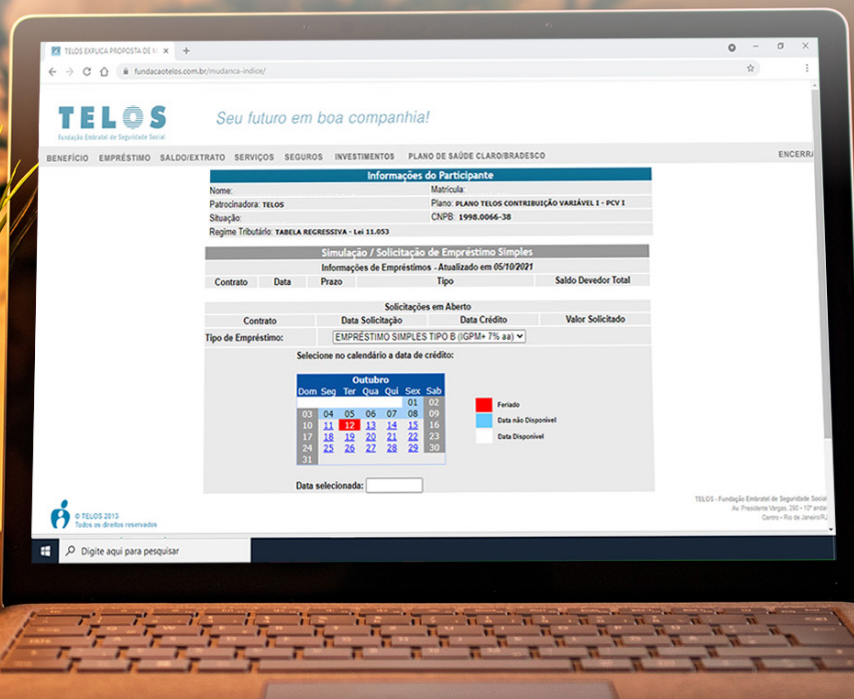 TELOS EXPLICA PROPOSTA DE M
fundacaotelos.com.br/mudanca-indice/
TELOS
Fundação Embratel de Seguridade Social
Seu futuro em boa companhia!
BENEFÍCIO EMPRÉSTIMO SALDO/EXTRATO SERVIÇOS SEGUROS INVESTIMENTOS PLANO DE SAÚDE CLARO/BRADESCO ENCERRA
Informações do Participante
Nome: Matrícula:
Patrocinadora: TELOS Plano: PLANO TELOS CONTRIBUIÇÃO VARIÁVEL I - PCV I
Situação: CNPB: 1998.0066-38
Regime Tributário: TABELA REGRESSIVA - Lei 11.053
Simulação / Solicitação de Empréstimo Simples
Informações de Empréstimos - Atualizado em 05/10/2021
Contrato Data Prazo Tipo Saldo Devedor Total
Solicitações em Aberto
Contrato Data Solicitação Data Crédito Valor Solicitado
Tipo de Empréstimo: EMPRÉSTIMO SIMPLES TIPO B (IGPM+ 7% aa)
Selecione no calendário a data de crédito:
Outubro
Dom Seg Ter Qua Qui Sex Sab
01 02
03 04 05 06 07 08 09
10 11 12 13 14 15 16
17 18 19 20 21 22 23
24 25 26 27 28 29 30
31
Feriado
Data não Disponivel
Data Disponivel
Data selecionada:
© TELOS 2013
Todos os direitos reservados
TELOS - Fundação Embratel de Seguridade Social
Av. Presidente Vargas, 290 - 10º andar
Centro - Rio de Janeiro/RJ
Digite aqui para pesquisar